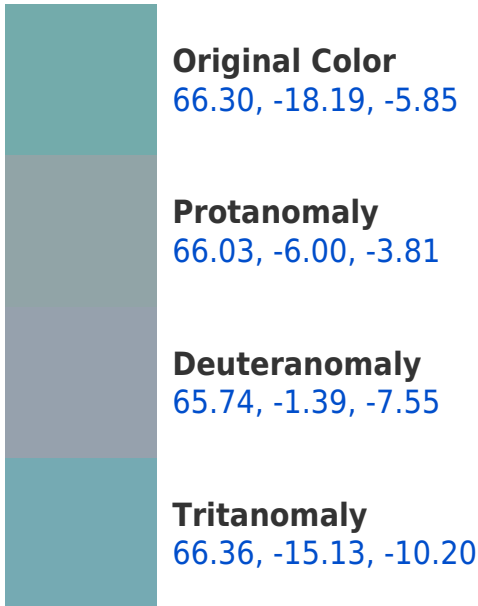 Original Color
66.30, -18.19, -5.85
Protanomaly
66.03, -6.00, -3.81
Deuteranomaly
65.74, -1.39, -7.55
Tritanomaly
66.36, -15.13, -10.20